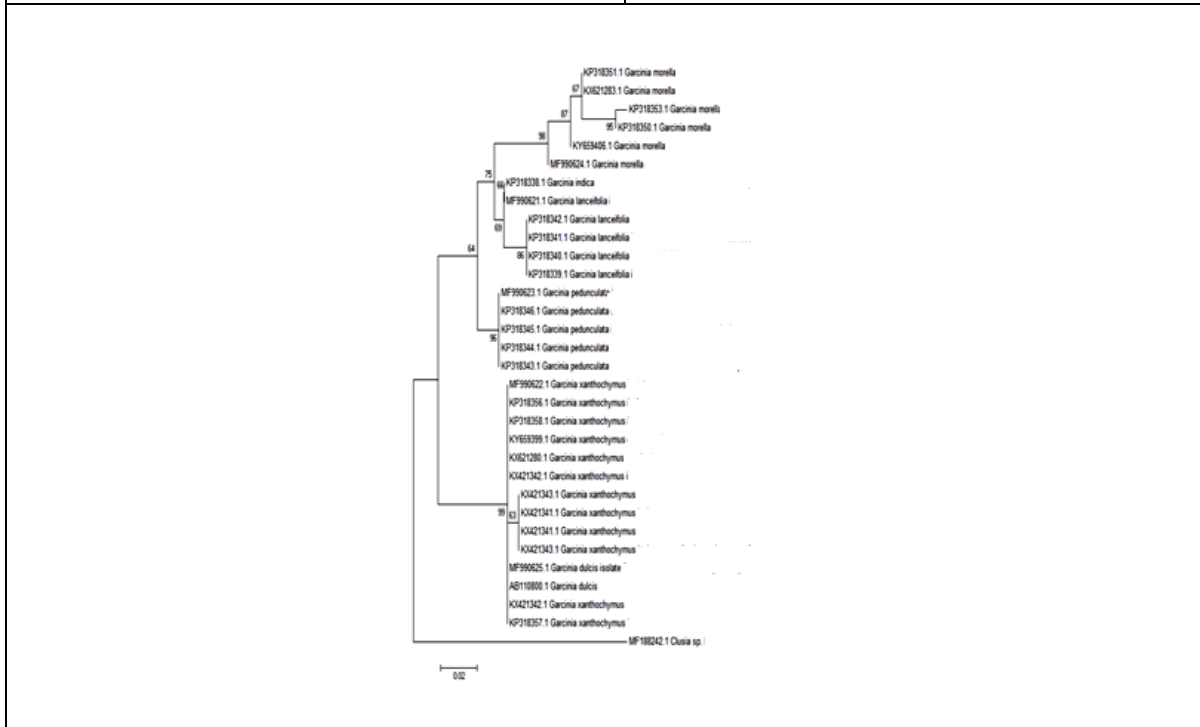 KP318351.1 Garcinia morella
67
KX621283.1 Garcinia morella
KP318353.1 Garcinia morella
87
95
KP318350.1 Garcinia morella
98
KY659406.1 Garcinia morella
MF990624.1 Garcinia morella
75
66
KP318338.1 Garcinia indica
MF990621.1 Garcinia lanceifolia i
KP318342.1 Garcinia lanceifolia
69
KP318341.1 Garcinia lanceifolia
64
86
KP318340.1 Garcinia lanceifolia
KP318339.1 Garcinia lanceifolia i
MF990623.1 Garcinia pedunculata
KP318346.1 Garcinia pedunculata
KP318345.1 Garcinia pedunculata
96
KP318344.1 Garcinia pedunculata
KP318343.1 Garcinia pedunculata
MF990622.1 Garcinia xanthochymus
KP318356.1 Garcinia xanthochymus
KP318358.1 Garcinia xanthochymus
KY659399.1 Garcinia xanthochymus
KX621280.1 Garcinia xanthochymus
KX421342.1 Garcinia xanthochymus i
KX421343.1 Garcinia xanthochymus
99
63
KX421341.1 Garcinia xanthochymus
KX421341.1 Garcinia xanthochymus
KX421343.1 Garcinia xanthochymus
MF990625.1 Garcinia dulcis isolate
AB110800.1 Garcinia dulcis
KX421342.1 Garcinia xanthochymus
KP318357.1 Garcinia xanthochymus
MF188242.1 Clusia sp.
0.02